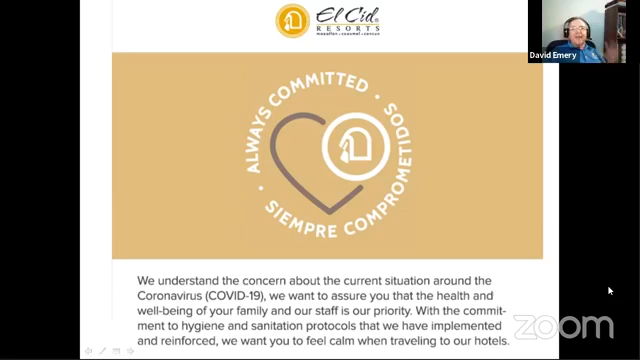 El Cid
RESORTS
mazatlan • cozumel • cancun
David Emery
ALWAYS COMMITTED •
SIEMPRE COMPROMETIDOS •
We understand the concern about the current situation around the
Coronavirus (COVID-19), we want to assure you that the health and
well-being of your family and our staff is our priority. With the commit-
ment to hygiene and sanitation protocols that we have implemented
and reinforced, we want you to feel calm when traveling to our hotels.
zoom